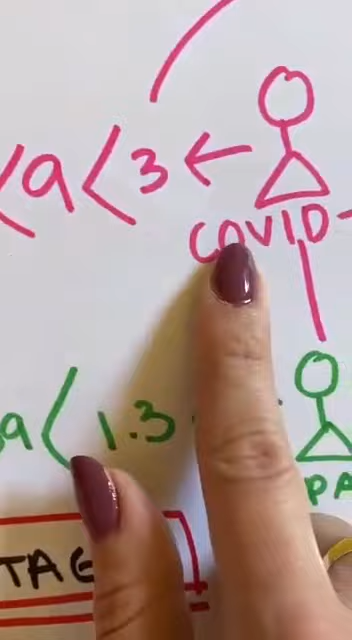 <a<3←
COVID
a<1.3
PA
TAG